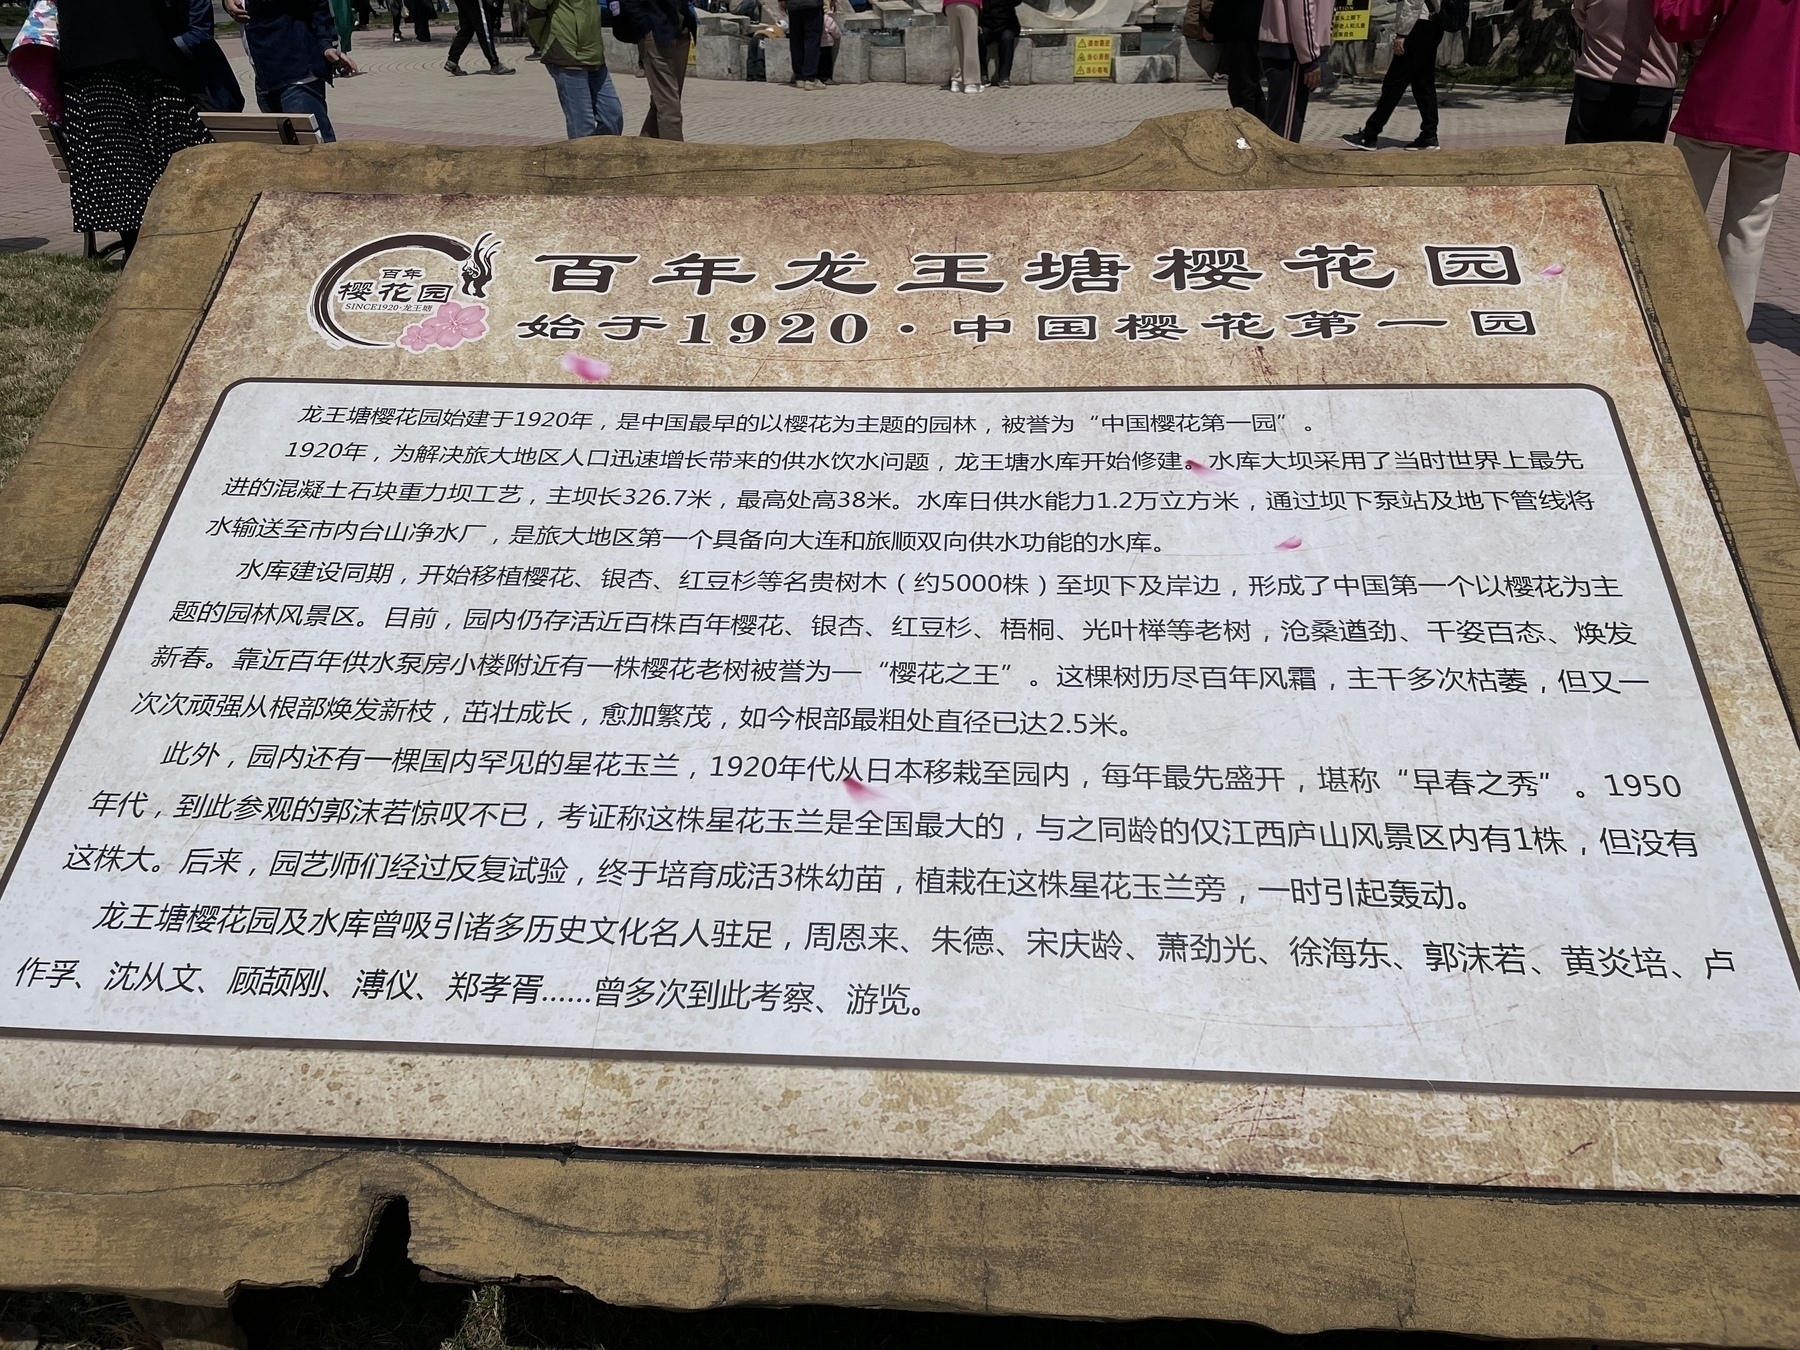 百年
樱花园
SINCE1920·龙王塘
百年龙王塘樱花园
始于1920·中国樱花第一园
龙王塘樱花园始建于1920年，是中国最早的以樱花为主题的园林，被誉为“中国樱花第一园”。
1920年，为解决旅大地区人口迅速增长带来的供水饮水问题，龙王塘水库开始修建。水库大坝采用了当时世界上最先
进的混凝土石块重力坝工艺，主坝长326.7米，最高处高38米。水库日供水能力1.2万立方米，通过坝下泵站及地下管线将
水输送至市内台山净水厂，是旅大地区第一个具备向大连和旅顺双向供水功能的水库。
水库建设同期，开始移植樱花、银杏、红豆杉等名贵树木（约5000株）至坝下及岸边，形成了中国第一个以樱花为主
题的园林风景区。目前，园内仍存活近百株百年樱花、银杏、红豆杉、梧桐、光叶榉等老树，沧桑遒劲、千姿百态、焕发
新春。靠近百年供水泵房小楼附近有一株樱花老树被誉为—“樱花之王”。这棵树历尽百年风霜，主干多次枯萎，但又一
次次顽强从根部焕发新枝，茁壮成长，愈加繁茂，如今根部最粗处直径已达2.5米。
此外，园内还有一棵国内罕见的星花玉兰，1920年代从日本移栽至园内，每年最先盛开，堪称“早春之秀”。1950
年代，到此参观的郭沫若惊叹不已，考证称这株星花玉兰是全国最大的，与之同龄的仅江西庐山风景区内有1株，但没有
这株大。后来，园艺师们经过反复试验，终于培育成活3株幼苗，植栽在这株星花玉兰旁，一时引起轰动。
龙王塘樱花园及水库曾吸引诸多历史文化名人驻足，周恩来、朱德、宋庆龄、萧劲光、徐海东、郭沫若、黄炎培、卢
作孚、沈从文、顾颉刚、溥仪、郑孝胥......曾多次到此考察、游览。